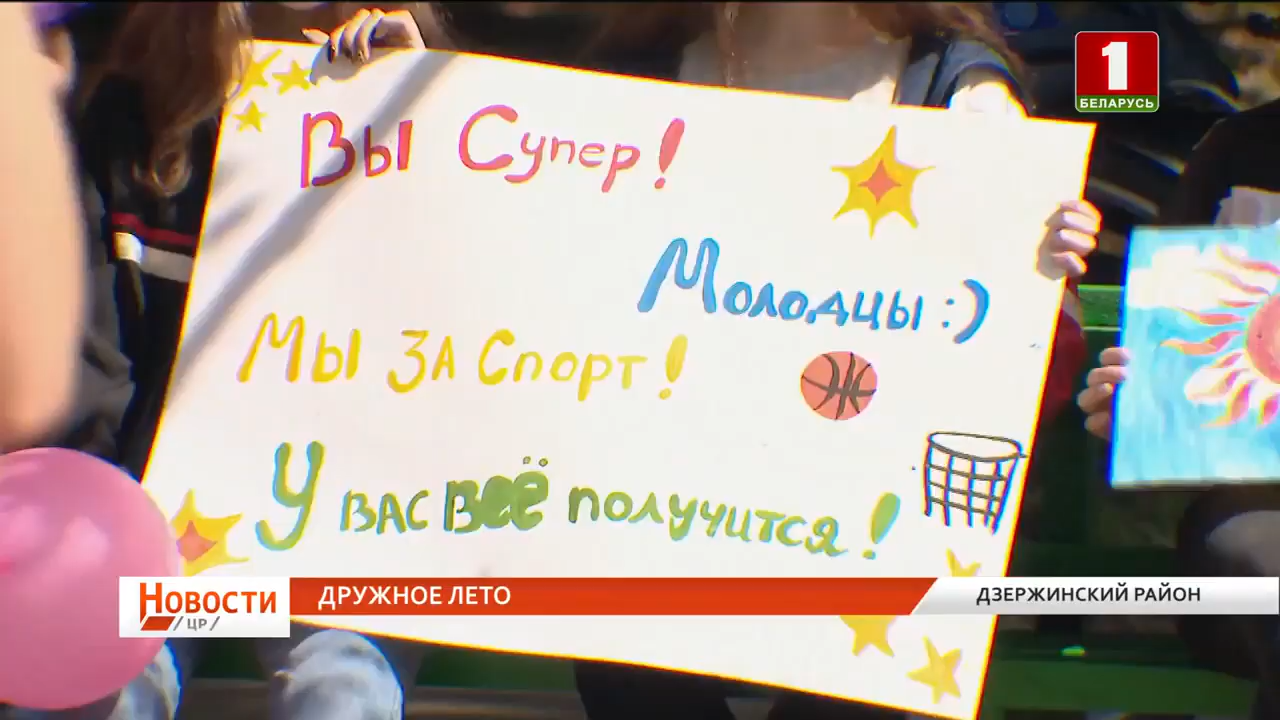 1
БЕЛАРУСЬ
Вы Супер!
Молодцы :)
Мы за Спорт!
У вас всё получится!
Новости
/ЦР/
ДРУЖНОЕ ЛЕТО
ДЗЕРЖИНСКИЙ РАЙОН